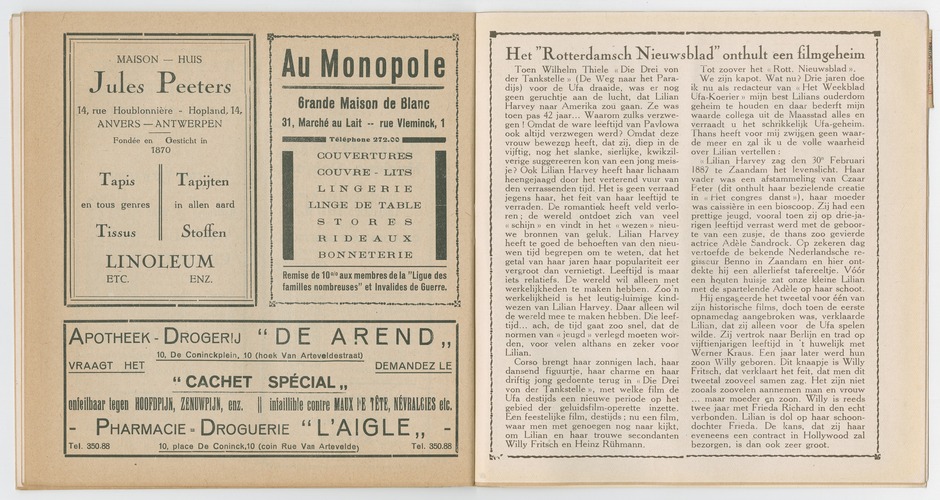 MAISON — HUIS
Jules Peeters
14, rue Houblonnière - Hopland, 14,
ANVERS — ANTWERPEN
Fondée en Gesticht in
1870
Tapis
en tous genres
Tissus
Tapijten
in allen aard
Stoffen
LINOLEUM
ETC. ENZ.
Au Monopole
Grande Maison de Blanc
31, Marché au Lait -- rue Vleminck, 1
Téléphone 272.00
COUVERTURES
COUVRE - LITS
LINGERIE
LINGE DE TABLE
STORES
RIDEAUX
BONNETERIE
Remise de 10 % aux membres de la "Ligue des
familles nombreuses" et Invalides de Guerre.
APOTHEEK - DROGERIJ " DE AREND „
10, De Coninckplein, 10 (hoek Van Arteveldestraat)
VRAAGT HET DEMANDEZ LE
" CACHET SPÉCIAL „
onfeilbaar tegen HOOFDPIJN, ZENUWPIJN, enz. || infaillible contre MAUX DE TÊTE, NÉVRALGIES etc.
- PHARMACIE - DROGUERIE " L'AIGLE „ -
Tel. 350.88 10, place De Coninck, 10 (coin Rue Van Artevelde) Tel. 350.88
Het "Rotterdamsch Nieuwsblad" onthult een filmgeheim
Toen Wilhelm Thiele « Die Drei von
der Tankstelle » (De Weg naar het Para-
dijs) voor de Ufa draaide, was er nog
geen geruchtje aan de lucht, dat Lilian
Harvey naar Amerika zou gaan. Ze was
toen pas 42 jaar... Waarom zulks verzwe-
gen ! Omdat de ware leeftijd van Pavlowa
ook altijd verzwegen werd ? Omdat deze
vrouw bewezen heeft, dat zij, diep in de
vijftig, nog het slanke, sierlijke, kwikzil-
verige suggereeren kon van een jong meis-
je ? Ook Lilian Harvey heeft haar lichaam
heengejaagd door het verterend vuur van
den verrassenden tijd. Het is geen verraad
jegens haar, het feit van haar leeftijd te
verraden. De romantiek heeft veld verlo-
ren ; de wereld ontdoet zich van veel
« schijn » en vindt in het « wezen » nieu-
we bronnen van geluk. Lilian Harvey
heeft te goed de behoeften van den nieu-
wen tijd begrepen om te weten, dat het
getal van haar jaren haar populariteit eer
vergroot dan vernietigt. Leeftijd is maar
iets relatiefs. De wereld wil alleen met
werkelijkheden te maken hebben. Zoo'n
werkelijkheid is het leutig-luimige kind-
wezen van Lilian Harvey. Daar alleen wil
de wereld mee te maken hebben. Die leef-
tijd... ach, de tijd gaat zoo snel, dat de
normen van « jeugd » verlegd moeten wor-
den, voor velen althans en zeker voor
Lilian.
Corso brengt haar zonnigen lach, haar
dansend figuurtje, haar charme en haar
driftig jong gedoente terug in « Die Drei
von der Tankstelle », met welke film de
Ufa destijds een nieuwe periode op het
gebied der geluidsfilm-operette inzette.
Een feestelijke film, destijds ; nu een film,
waar men met genoegen nog naar kijkt,
om Lilian en haar trouwe secondanten
Willy Fritsch en Heinz Rühmann.
Tot zoover het « Rott. Nieuwsblad ».
We zijn kapot. Wat nu ? Drie jaren doe
ik nu als redacteur van « Het Weekblad
Ufa-Koerier » mijn best Lilians ouderdom
geheim te houden en daar bederft mijn
waarde collega uit de Maasstad alles en
verraadt u het schrikkelijk Ufa-geheim.
Thans heeft voor mij zwijgen geen waar-
de meer en zal ik u de volle waarheid
over Lilian vertellen :
« Lilian Harvey zag den 30e Februari
1887 te Zaandam het levenslicht. Haar
vader was een afstammeling van Czaar
Peter (dit onthult haar bezielende creatie
in « Het congres danst »), haar moeder
was caissière in een bioscoop. Zij had een
prettige jeugd, vooral toen zij op drie-ja-
rigen leeftijd verrast werd met de geboor-
te van een zusje, de thans zoo gevierde
actrice Adèle Sandrock. Op zekeren dag
vertoefde de bekende Nederlandsche re-
gisseur Benno in Zaandam en hier ont-
dekte hij een allerliefst tafereeltje. Vóór
een houten huisje zat onze kleine Lilian
met de spartelende Adèle op haar schoot.
Hij engageerde het tweetal voor één van
zijn historische films, doch toen de eerste
opnamedag aangebroken was, verklaarde
Lilian, dat zij alleen voor de Ufa spelen
wilde. Zij vertrok naar Berlijn en trad op
vijftienjarigen leeftijd in 't huwelijk met
Werner Kraus. Een jaar later werd hun
zoon Willy geboren. Dit knaapje is Willy
Fritsch, dat verklaart het feit, dat men dit
tweetal zooveel samen zag. Het zijn niet
zooals zoovelen aannemen man en vrouw
... maar moeder en zoon. Willy is reeds
twee jaar met Frieda Richard in den echt
verbonden. Lilian is dol op haar schoon-
dochter Frieda. De kans, dat zij haar
eveneens een contract in Hollywood zal
bezorgen, is dan ook zeer groot.